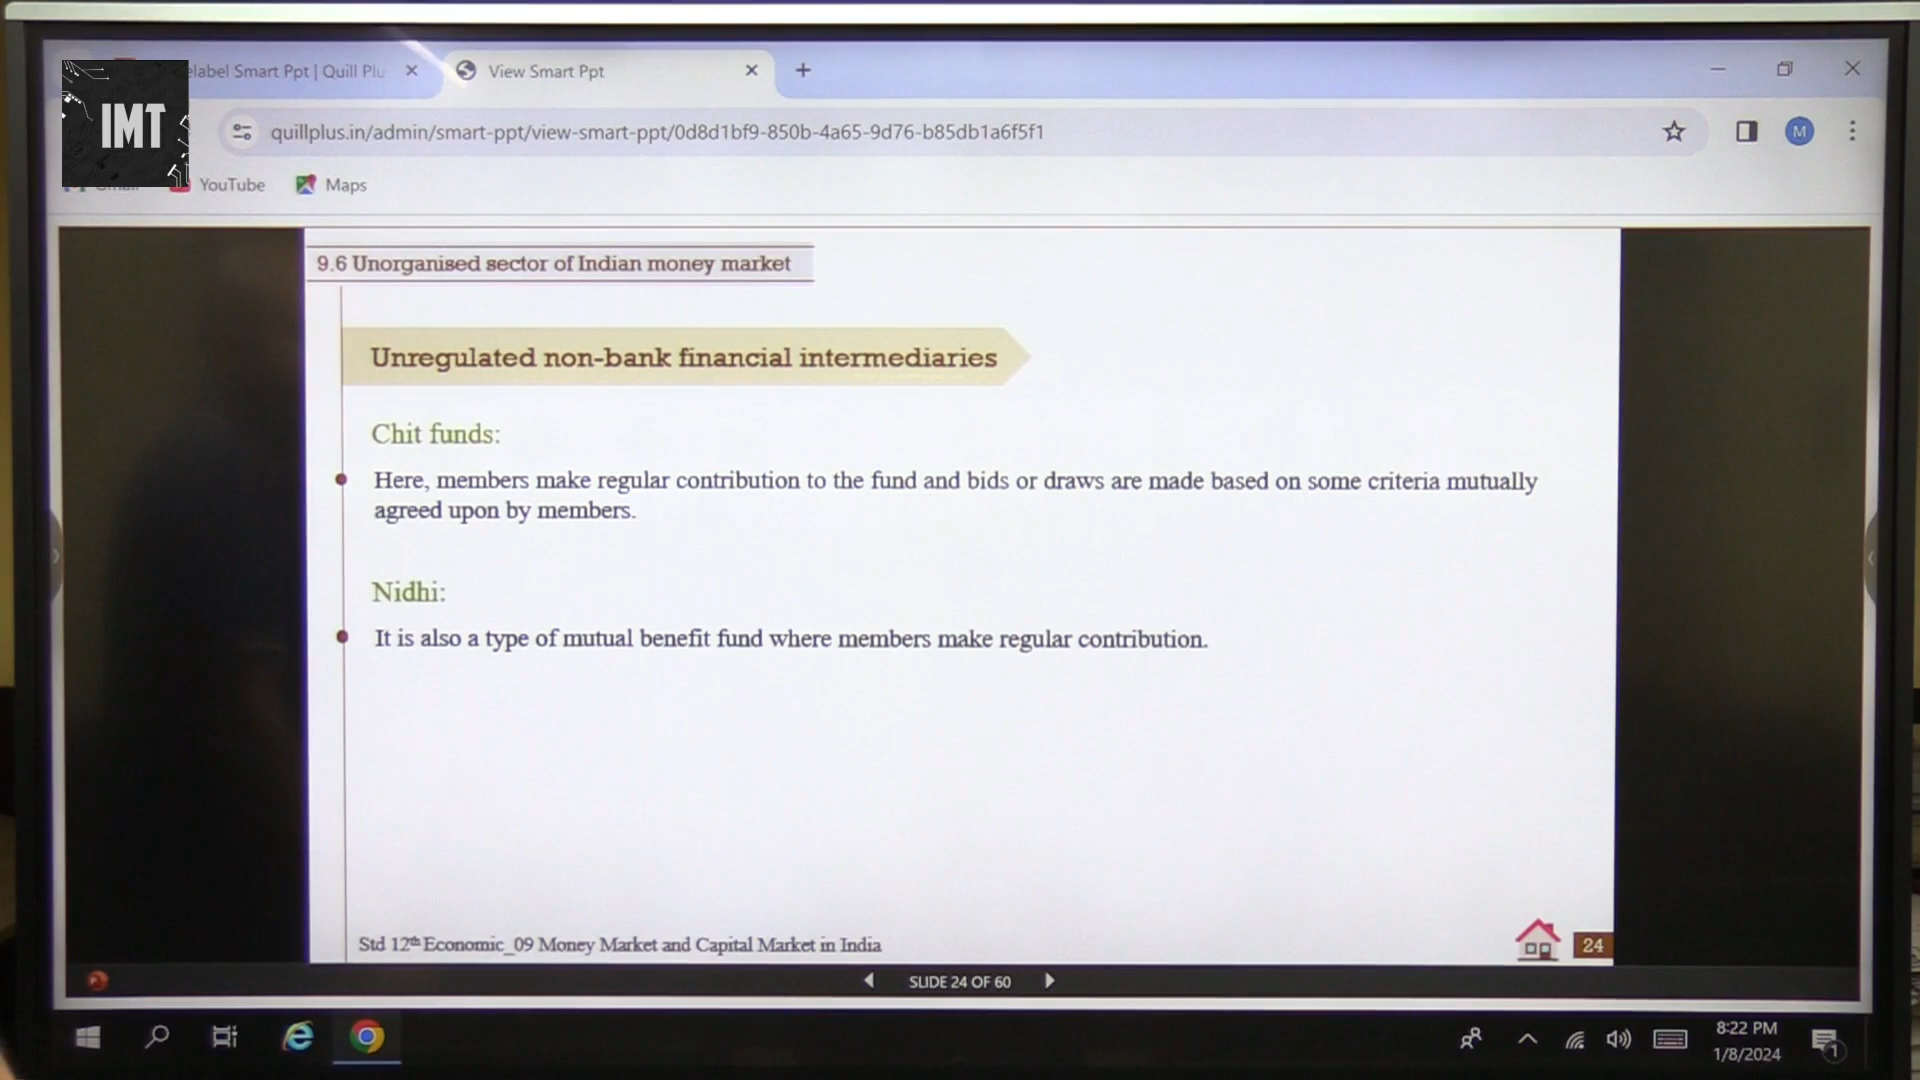 elabel Smart Ppt | Quill Plu
View Smart Ppt
IMT
quillplus.in/admin/smart-ppt/view-smart-ppt/0d8d1bf9-850b-4a65-9d76-b85db1a6f5f1
M
YouTube
Maps
9.6 Unorganised sector of Indian money market
Unregulated non-bank financial intermediaries
Chit funds:
Here, members make regular contribution to the fund and bids or draws are made based on some criteria mutually
agreed upon by members.
Nidhi:
It is also a type of mutual benefit fund where members make regular contribution.
Std 12th Economic_09 Money Market and Capital Market in India
24
SLIDE 24 OF 60
8:22 PM
1/8/2024
1